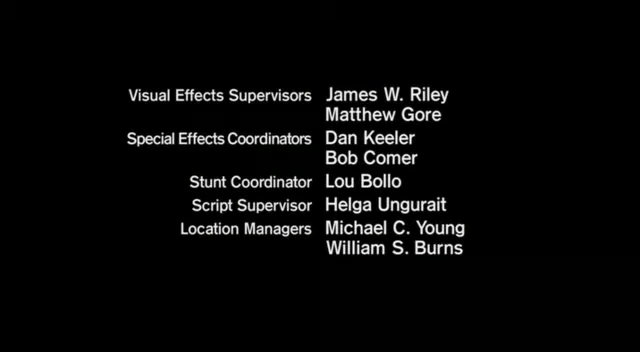 Visual Effects Supervisors James W. Riley
Matthew Gore
Special Effects Coordinators Dan Keeler
Bob Comer
Stunt Coordinator Lou Bollo
Script Supervisor Helga Ungurait
Location Managers Michael C. Young
William S. Burns